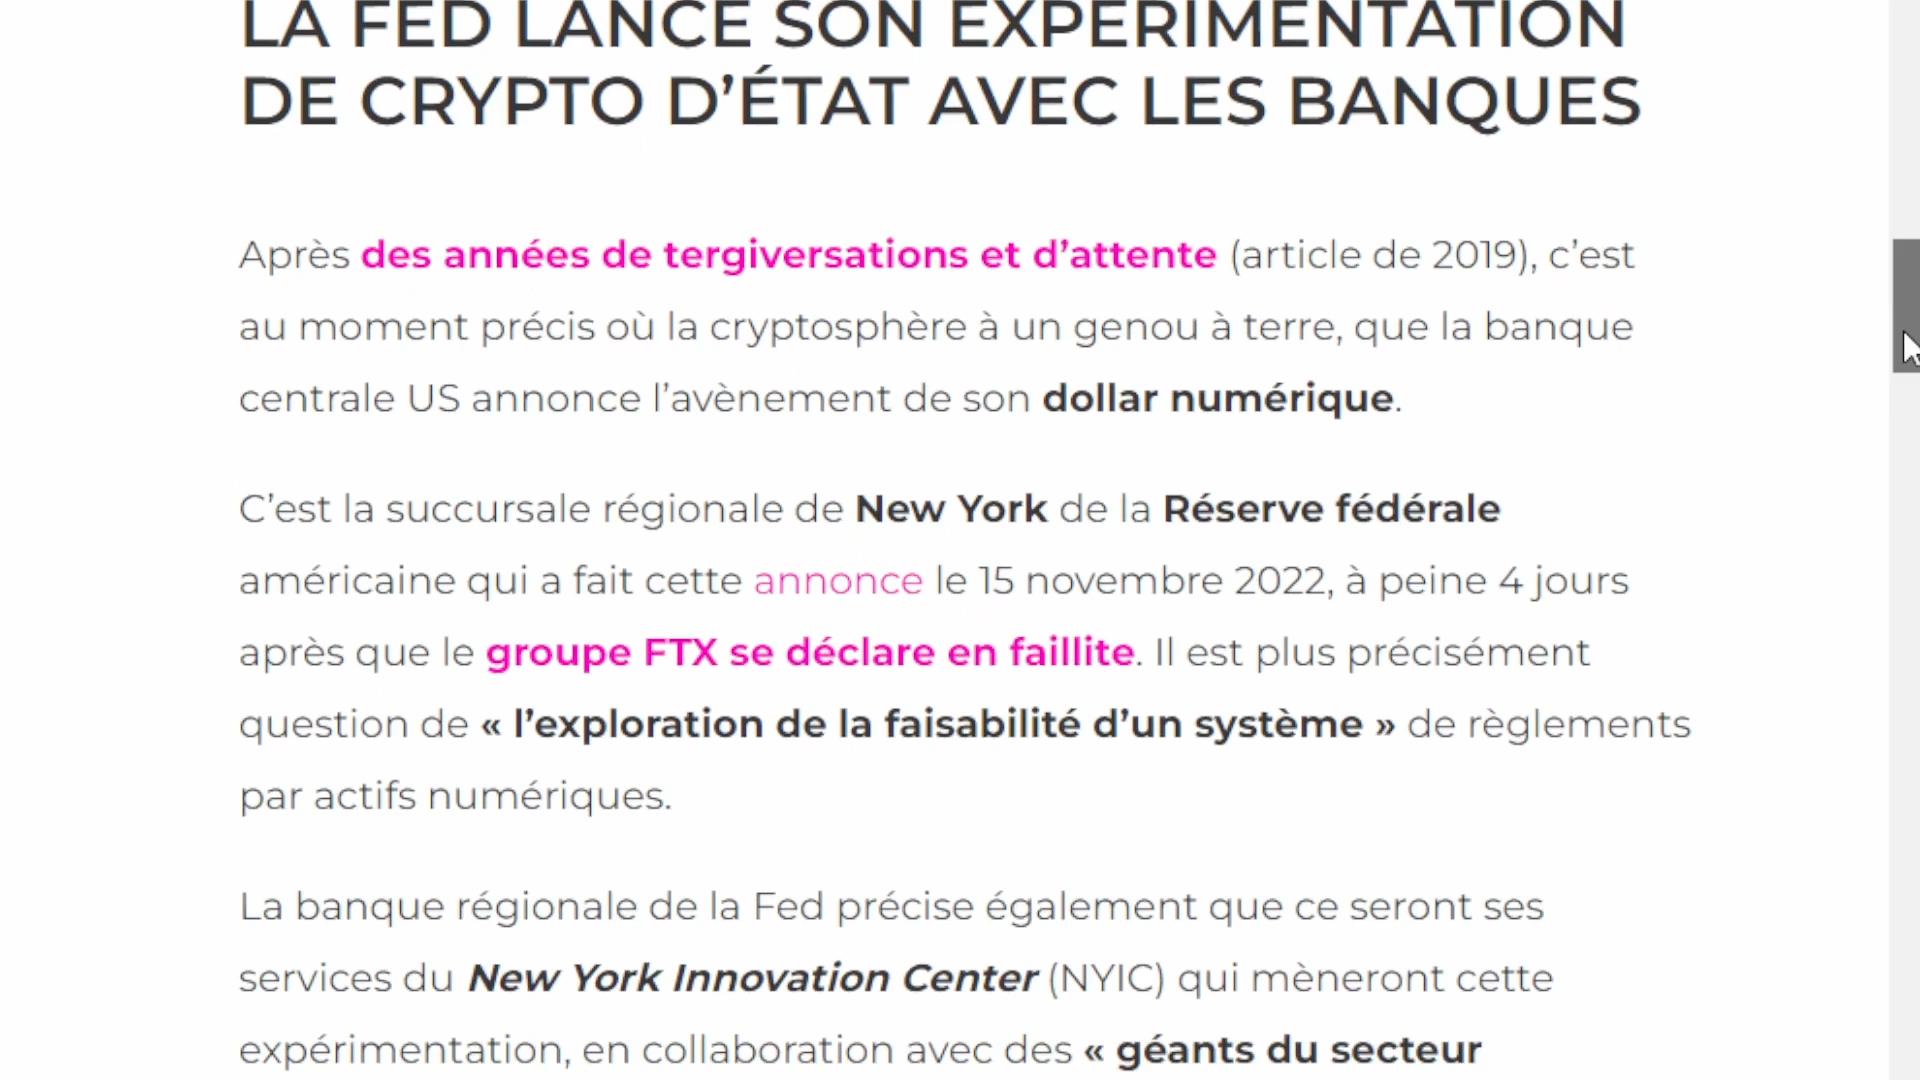 LA FED LANCE SON EXPÉRIMENTATION
DE CRYPTO D’ÉTAT AVEC LES BANQUES
Après des années de tergiversations et d’attente (article de 2019), c’est
au moment précis où la cryptosphère à un genou à terre, que la banque
centrale US annonce l’avènement de son dollar numérique.
C’est la succursale régionale de New York de la Réserve fédérale
américaine qui a fait cette annonce le 15 novembre 2022, à peine 4 jours
après que le groupe FTX se déclare en faillite. Il est plus précisément
question de « l’exploration de la faisabilité d’un système » de règlements
par actifs numériques.
La banque régionale de la Fed précise également que ce seront ses
services du New York Innovation Center (NYIC) qui mèneront cette
expérimentation, en collaboration avec des « géants du secteur